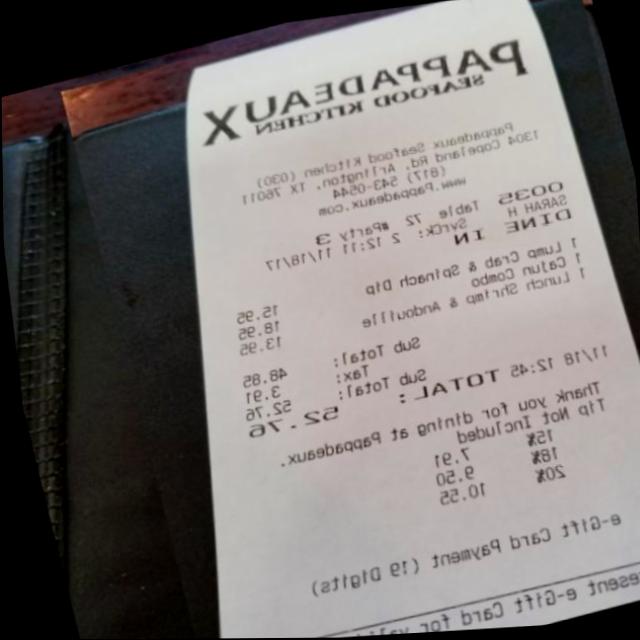 PAPPADEAUX
SEAFOOD KITCHEN
Pappadeaux Seafood Kitchen (030)
1304 Copeland Rd. Arlington, TX 76011
(817) 543-0544
www.Pappadeaux.com
0035 Table 72 #Party 3
SARAH H SvrCk: 2 12:11 11/18/17
DINE IN
1 Lump Crab & Spinach Dip 15.95
1 Cajun Combo 18.95
1 Lunch Shrimp & Andouille 13.95
Sub Total: 48.85
Tax: 3.91
Sub Total: 52.76
11/18 12:45 TOTAL: 52.76
Thank you for dining at Pappadeaux.
Tip Not Included
15% 7.91
18% 9.50
20% 10.55
e-Gift Card Payment (19 Digits)
resent e-Gift Card for